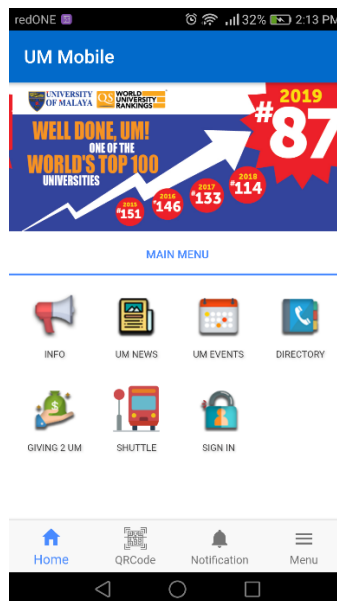 redONE 32% 2:13 PM
UM Mobile
UNIVERSITY OF MALAYA
QS WORLD UNIVERSITY RANKINGS
WELL DONE, UM!
ONE OF THE
WORLD'S TOP 100
UNIVERSITIES
2015 #151
2016 #146
2017 #133
2018 #114
2019 #87
MAIN MENU
INFO UM NEWS UM EVENTS DIRECTORY
GIVING 2 UM SHUTTLE SIGN IN
Home QRCode Notification Menu